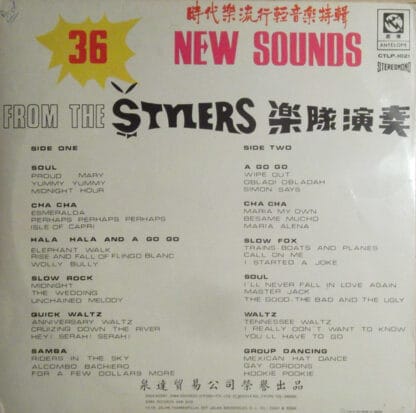 時代樂流行輕音樂特輯
36
NEW SOUNDS
ANTELOPE
CTLP-1021
STEREOMONO
FROM THE STYLERS 楽隊演奏
SIDE ONE
SOUL
PROUD MARY
YUMMY YUMMY
MIDNIGHT HOUR
CHA CHA
ESMERALDA
PERHAPS PERHAPS PERHAPS
ISLE OF CAPRI
HALA HALA AND A GO GO
ELEPHANT WALK
RISE AND FALL OF FLINGO BLANC
WOLLY BULLY
SLOW ROCK
MIDNIGHT
THE WEDDING
UNCHAINED MELODY
QUICK WALTZ
ANNIVERSARY WALTZ
CRUIZING DOWN THE RIVER
HEY! SERAH! SERAH!
SAMBA
RIDERS IN THE SKY
ALCOMBO BACHIERO
FOR A FEW DOLLARS MORE
SIDE TWO
A GO GO
WIPE OUT
OBLADI OBLADAH
SIMON SAYS
CHA CHA
MARIA MY OWN
BESAME MUCHO
MARIA ALENA
SLOW FOX
TRAINS BOATS AND PLANES
CALL ON ME
I STARTED A JOKE
SOUL
I'LL NEVER FALL IN LOVE AGAIN
MASTER JACK
THE GOOD, THE BAD AND THE UGLY
WALTZ
TENNESSEE WALTZ
I REALLY DON'T WANT TO KNOW
YOU LL HAVE TO GO
GROUP DANCING
MEXICAN HAT DANCE
GAY GORDONS
HOOKIE POOKIE
泉達貿易公司榮譽出品